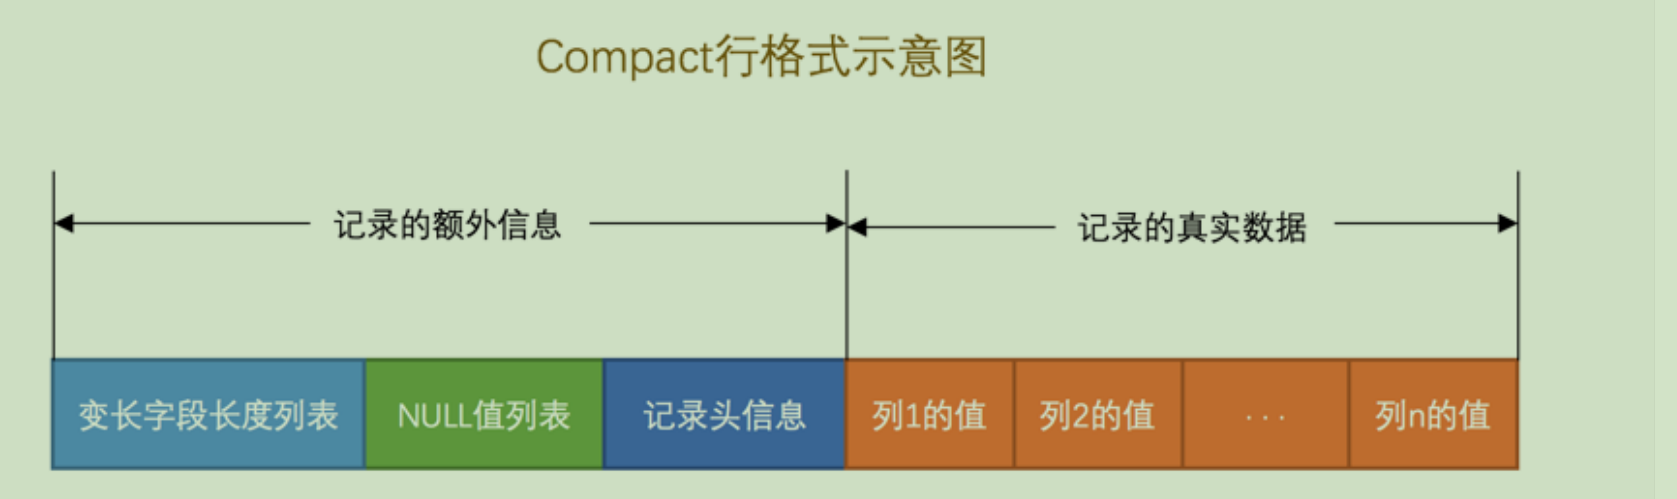 Compact行格式示意图
记录的额外信息 记录的真实数据
变长字段长度列表 NULL值列表 记录头信息 列1的值 列2的值 ... 列n的值